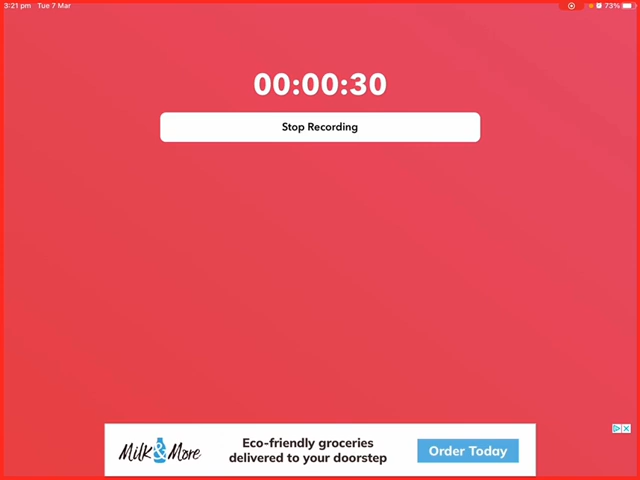 3:21 pm Tue 7 Mar
73%
00:00:30
Stop Recording
Milk & More
Eco-friendly groceries
delivered to your doorstep
Order Today